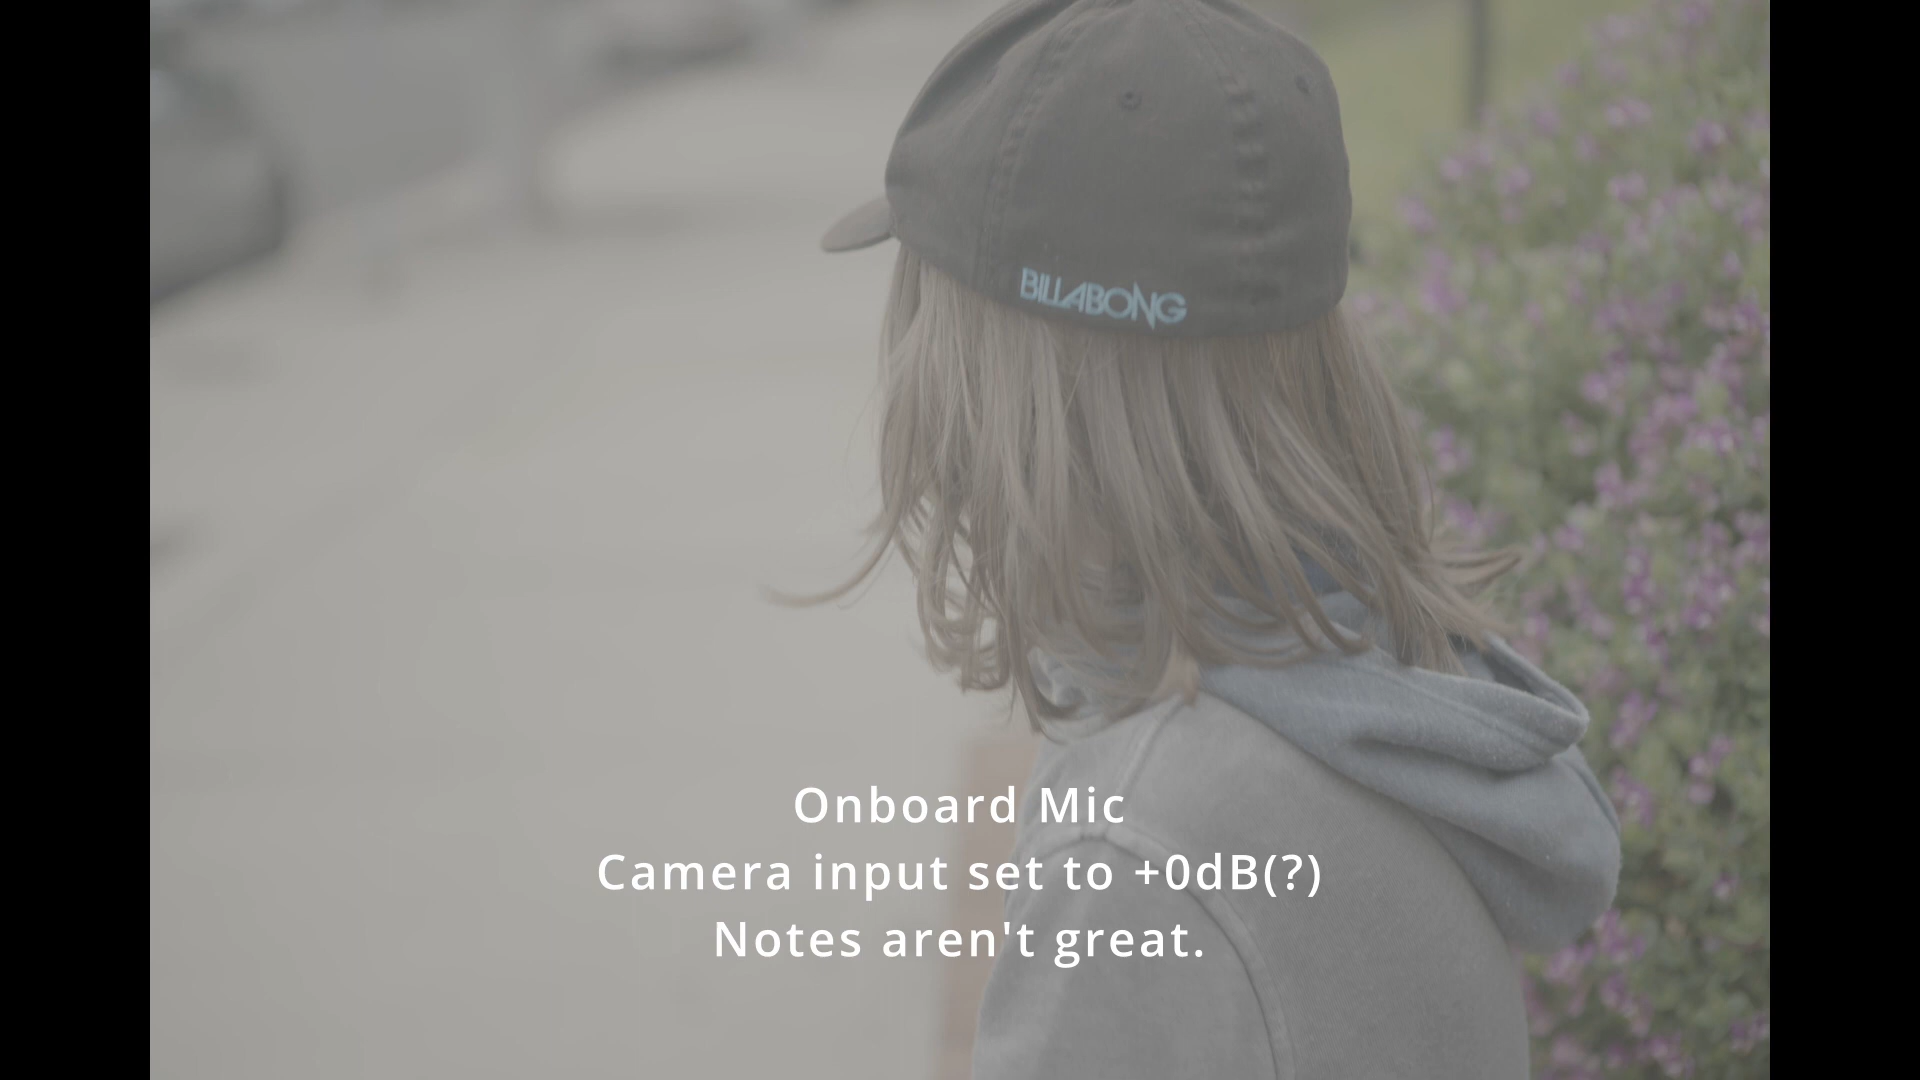 BILLABONG
Onboard Mic
Camera input set to +0dB(?)
Notes aren't great.